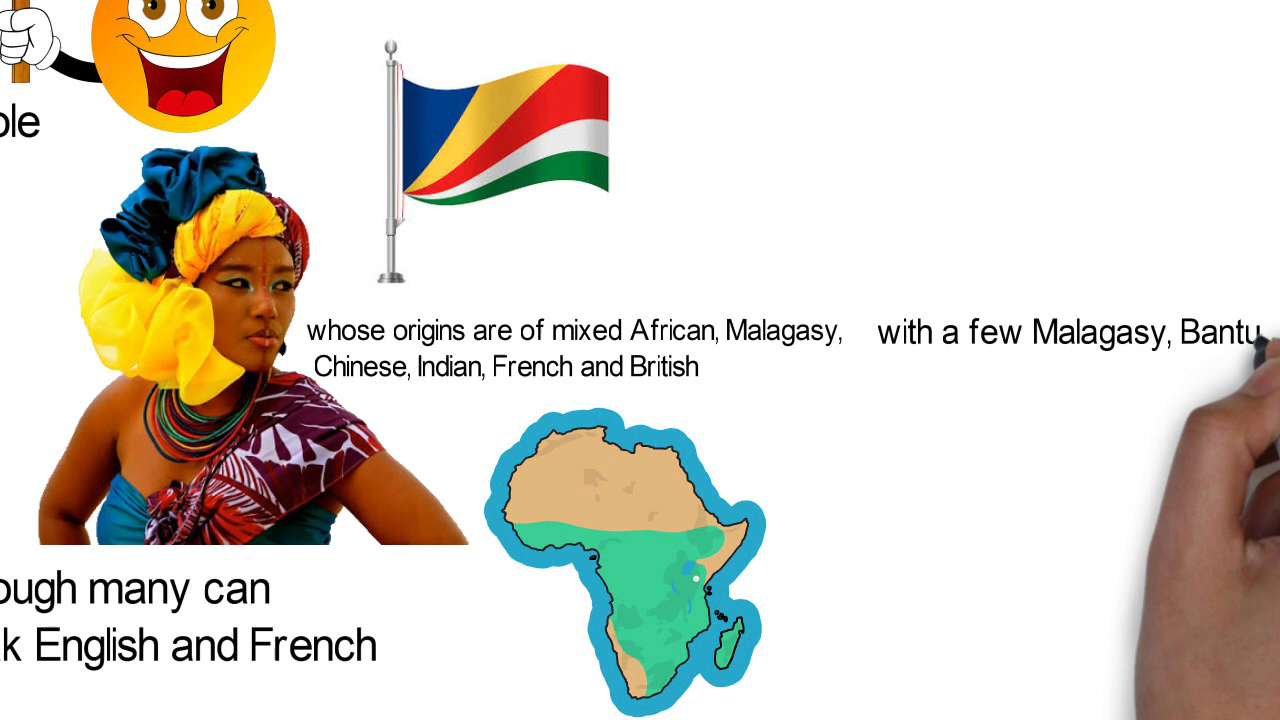 ple
whose origins are of mixed African, Malagasy,
Chinese, Indian, French and British
with a few Malagasy, Bantu
ough many can
k English and French